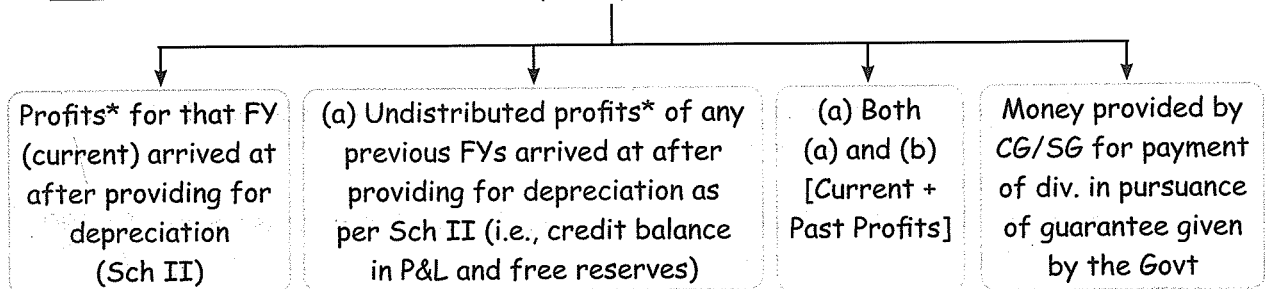 Profits* for that FY
(current) arrived at
after providing for
depreciation
(Sch II)
(a) Undistributed profits* of any
previous FYs arrived at after
providing for depreciation as
per Sch II (i.e., credit balance
in P&L and free reserves)
(a) Both
(a) and (b)
[Current +
Past Profits]
Money provided by
CG/SG for payment
of div. in pursuance
of guarantee given
by the Govt